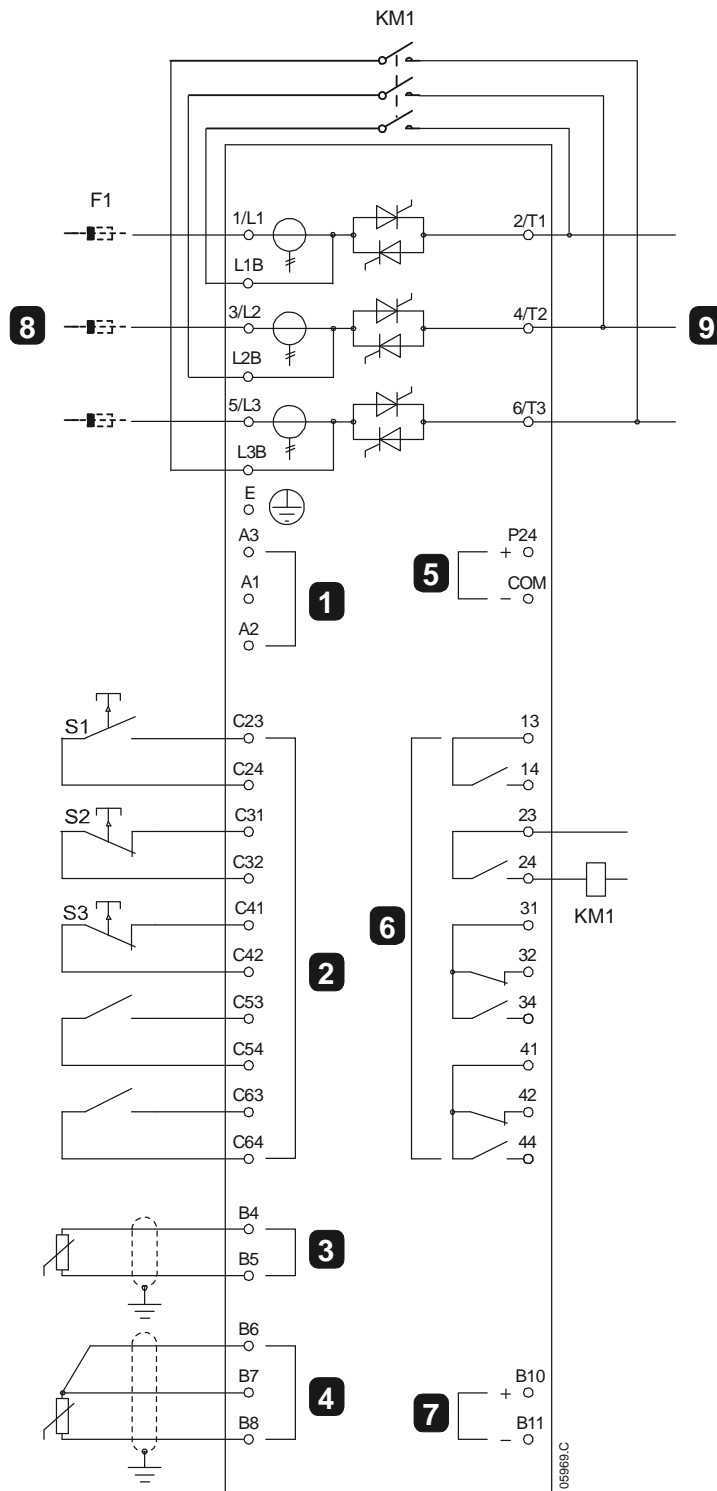 KM1
F1
1/L1
2/T1
L1B
8
3/L2
4/T2
9
L2B
5/L3
6/T3
L3B
E
A3
P24
+
1
5
A1
COM
-
A2
S1
C23
13
C24
14
S2
C31
23
C32
24
KM1
S3
C41
31
6
C42
32
2
C53
34
C54
41
C63
42
C64
44
B4
3
B5
B6
B7
B10
+
4
7
B8
B11
-
05969.C